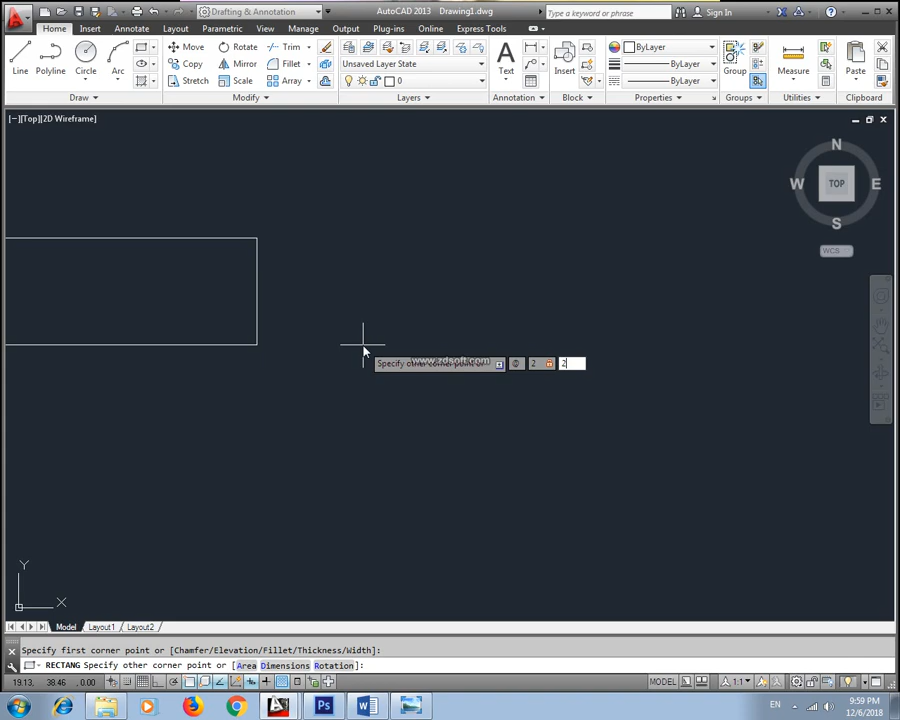 Drafting & Annotation
AutoCAD 2013 Drawing1.dwg
Type a keyword or phrase
Sign In
Home Insert Annotate Layout Parametric View Manage Output Plug-ins Online Express Tools
Line Polyline Circle Arc
Move Rotate Trim
Copy Mirror Fillet
Stretch Scale Array
Unsaved Layer State
0
Text
Insert
ByLayer
ByLayer
ByLayer
Group
Measure
Paste
Draw Modify Layers Annotation Block Properties Groups Utilities Clipboard
[−][Top][2D Wireframe]
N
W TOP E
S
WCS
Specify other corner point or @ 2 2
www.zdsoft.com
Y
X
Model Layout1 Layout2
Specify first corner point or [Chamfer/Elevation/Fillet/Thickness/Width]:
RECTANG Specify other corner point or [Area Dimensions Rotation]:
19.13, 38.46 , 0.00
MODEL
1:1
EN
9:59 PM
12/6/2018